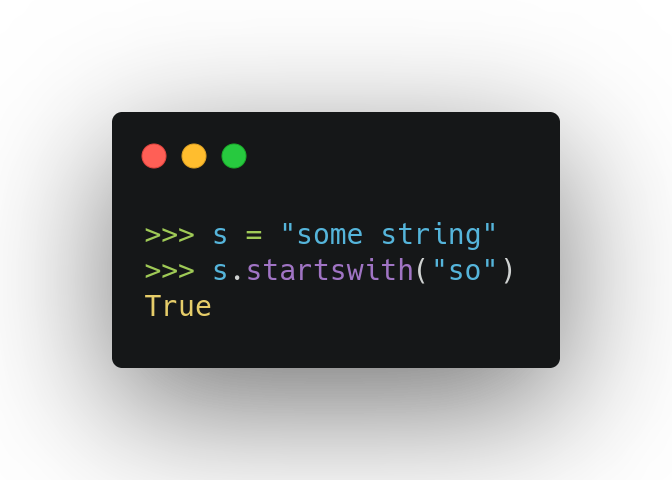 >>> s = "some string"
>>> s.startswith("so")
True